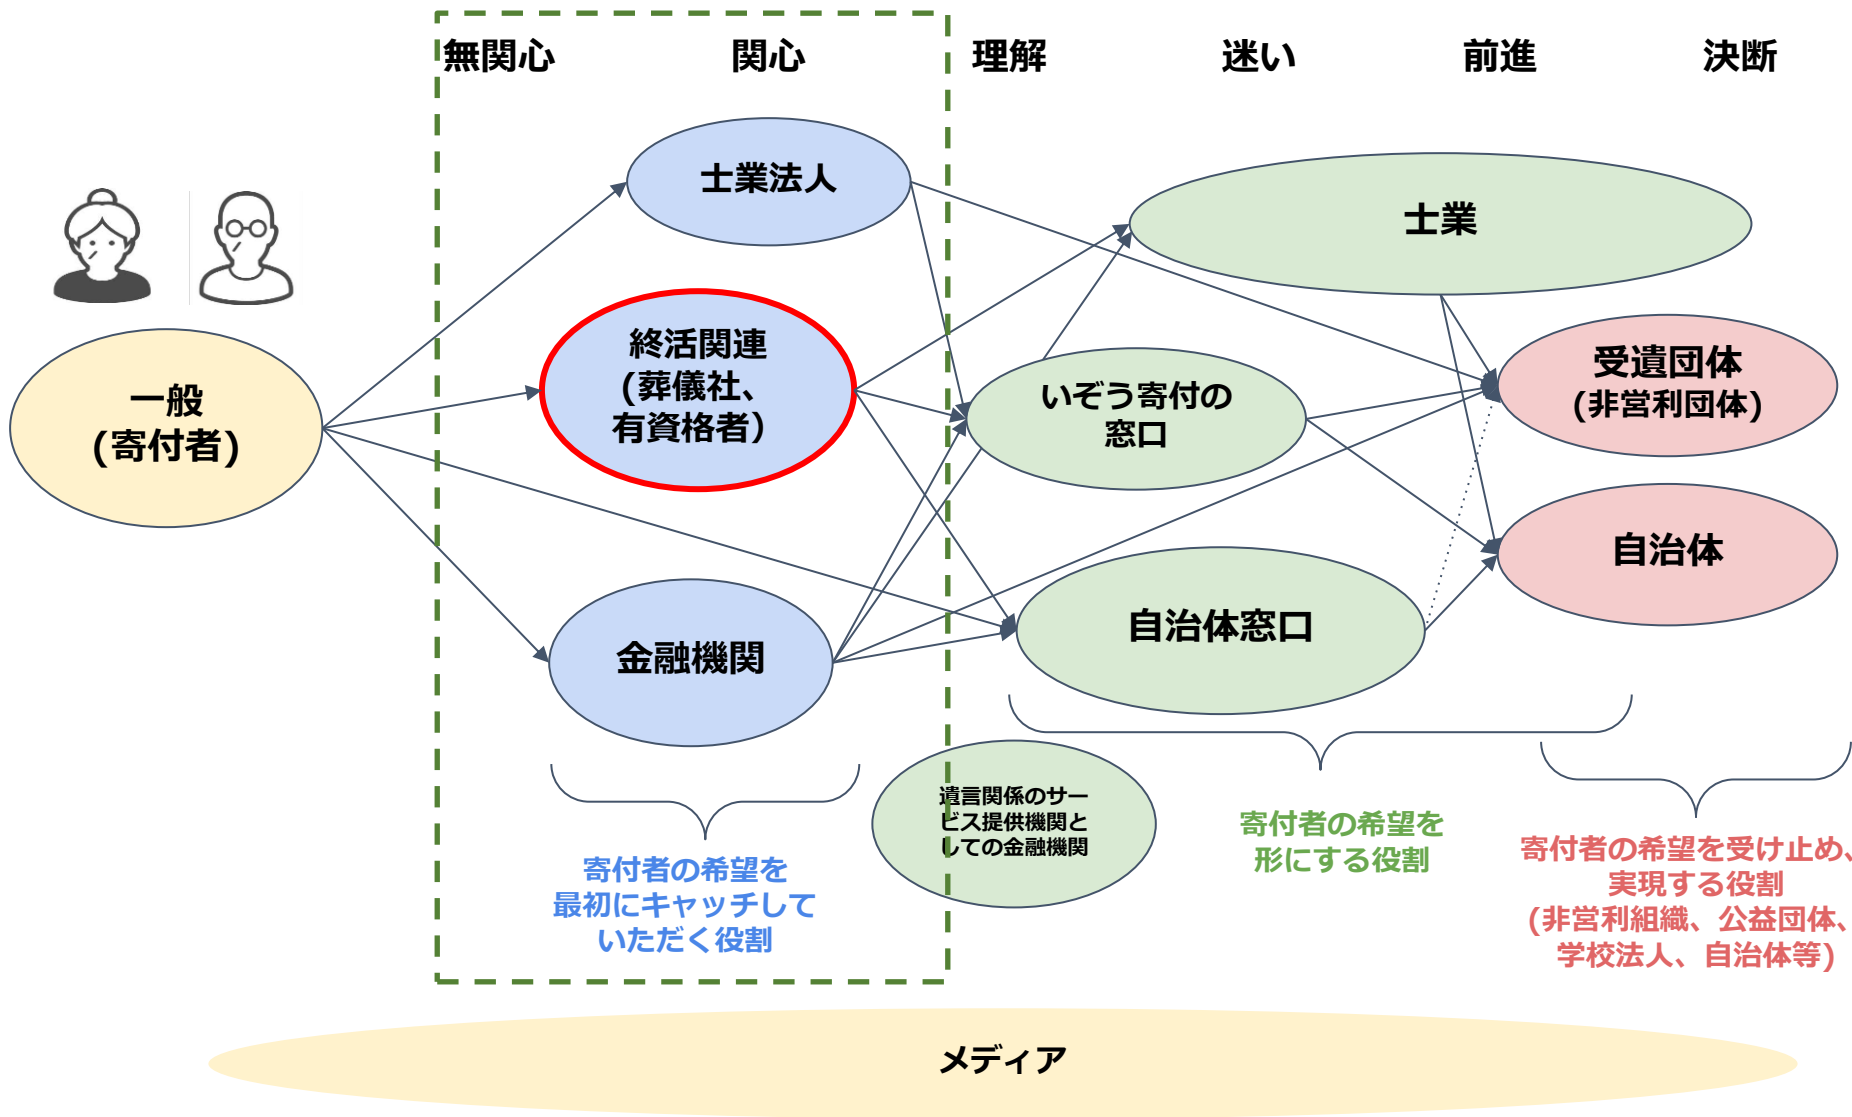 無関心
関心
理解
迷い
前進
決断
士業法人
士業
終活関連
(葬儀社、
有資格者）
一般
(寄付者)
いぞう寄付の
窓口
受遺団体
(非営利団体)
自治体
自治体窓口
金融機関
遺言関係のサー
ビス提供機関と
しての金融機関
寄付者の希望を
最初にキャッチして
いただく役割
寄付者の希望を
形にする役割
寄付者の希望を受け止め、
実現する役割
(非営利組織、公益団体、
学校法人、自治体等)
メディア